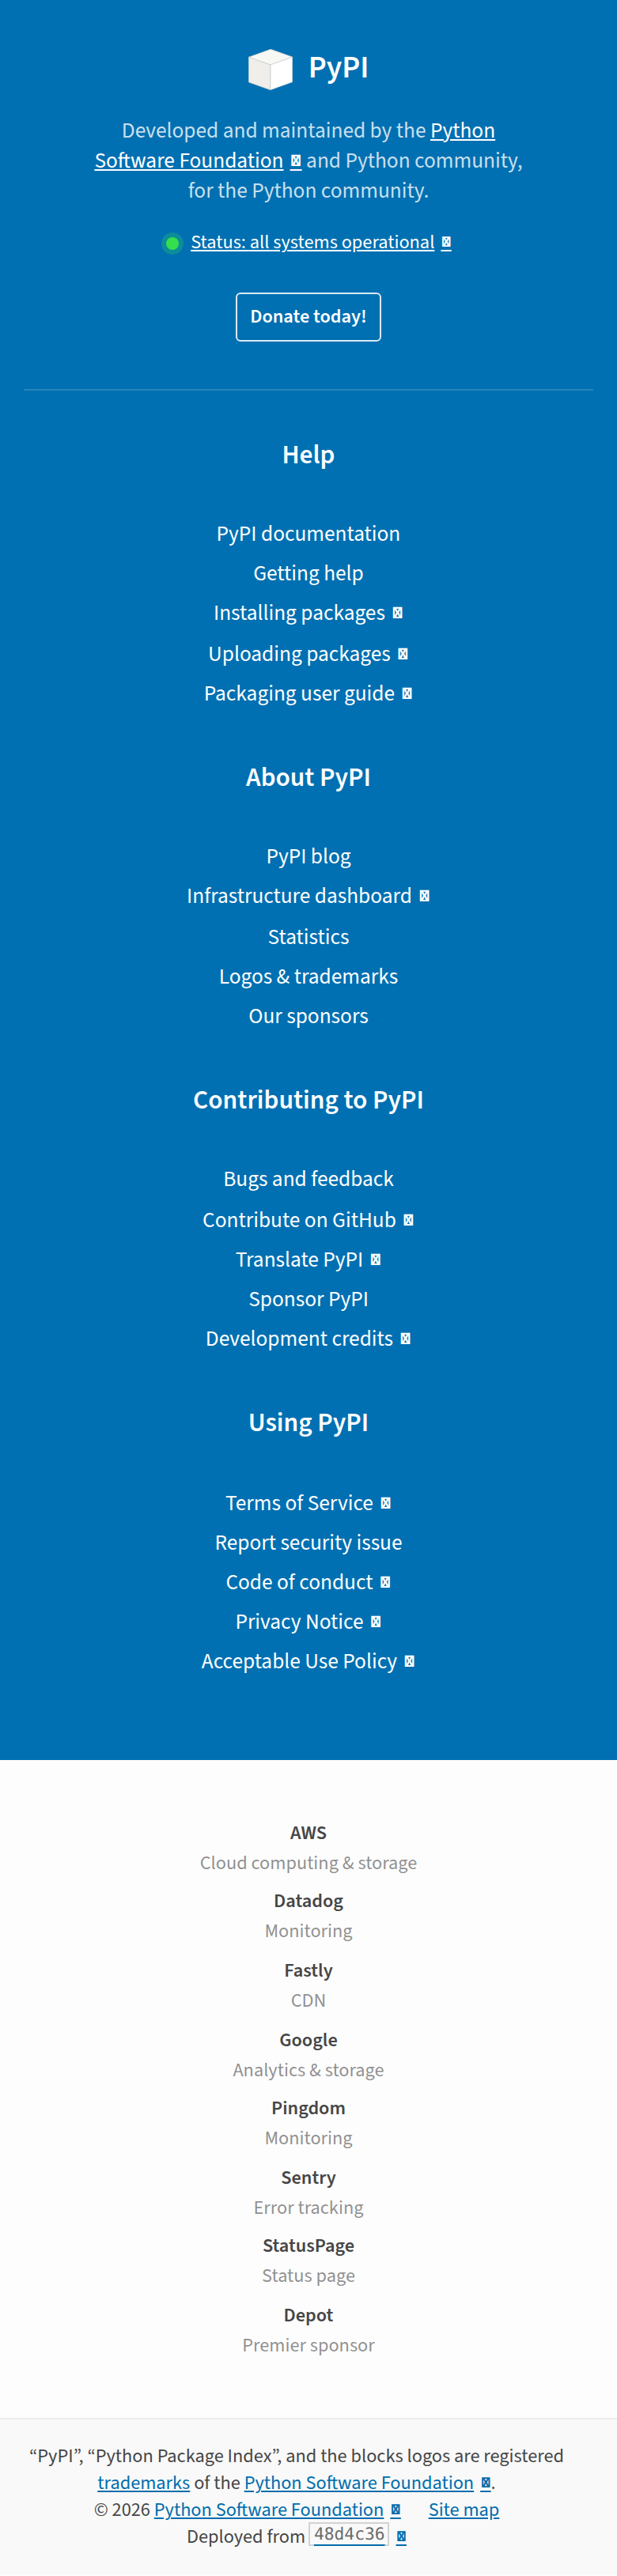 PyPI
Developed and maintained by the Python
Software Foundation and Python community,
for the Python community.
Status: all systems operational
Donate today!
Help
PyPI documentation
Getting help
Installing packages
Uploading packages
Packaging user guide
About PyPI
PyPI blog
Infrastructure dashboard
Statistics
Logos & trademarks
Our sponsors
Contributing to PyPI
Bugs and feedback
Contribute on GitHub
Translate PyPI
Sponsor PyPI
Development credits
Using PyPI
Terms of Service
Report security issue
Code of conduct
Privacy Notice
Acceptable Use Policy
AWS
Cloud computing & storage
Datadog
Monitoring
Fastly
CDN
Google
Analytics & storage
Pingdom
Monitoring
Sentry
Error tracking
StatusPage
Status page
Depot
Premier sponsor
“PyPI”, “Python Package Index”, and the blocks logos are registered
trademarks of the Python Software Foundation.
© 2026 Python Software Foundation Site map
Deployed from 48d4c36